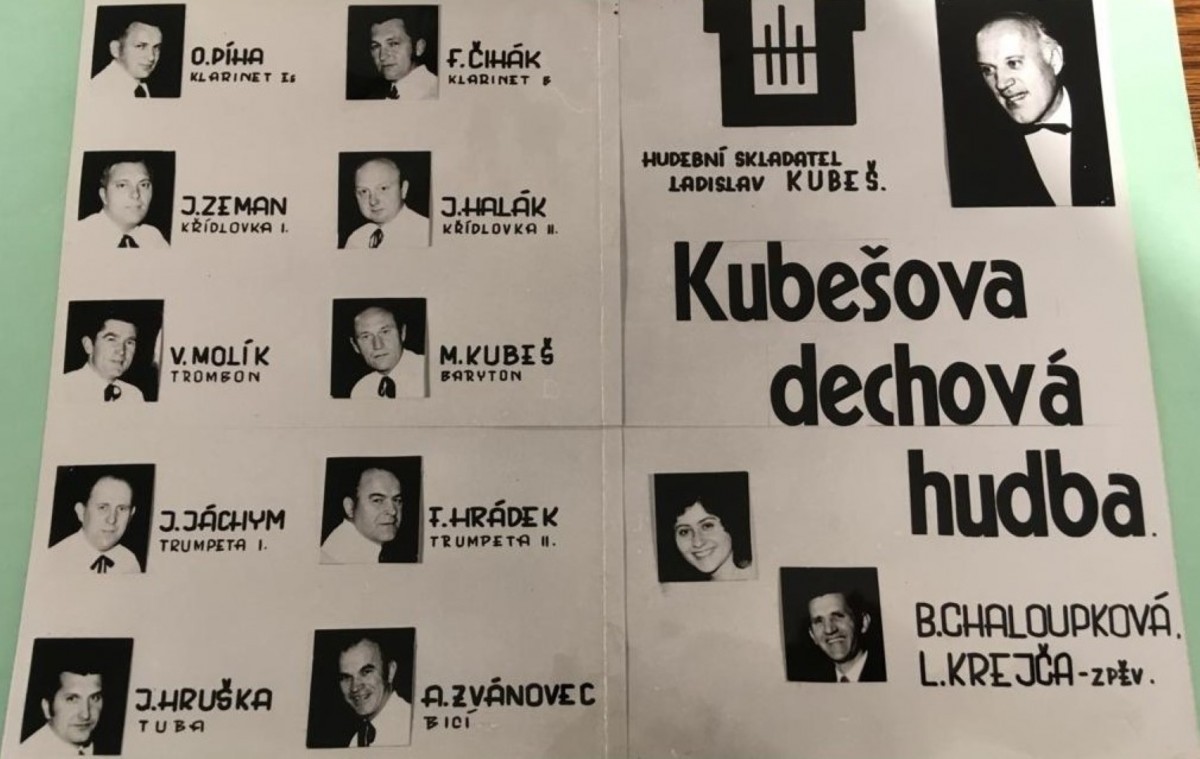 O.PÍHA
KLARINET Es
F.ČIHÁK
KLARINET B
J.ZEMAN
KŘÍDLOVKA I.
J.HALÁK
KŘÍDLOVKA II.
V.MOLÍK
TROMBON
M.KUBEŠ
BARYTON
J.JÁCHYM
TRUMPETA I.
F.HRÁDEK
TRUMPETA II.
J.HRUŠKA
TUBA
A.ZVÁNOVEC
BICÍ
HUDEBNÍ SKLADATEL
LADISLAV KUBEŠ.
Kubešova
dechová
hudba.
B.CHALOUPKOVÁ,
L.KREJČA-ZPĚV.